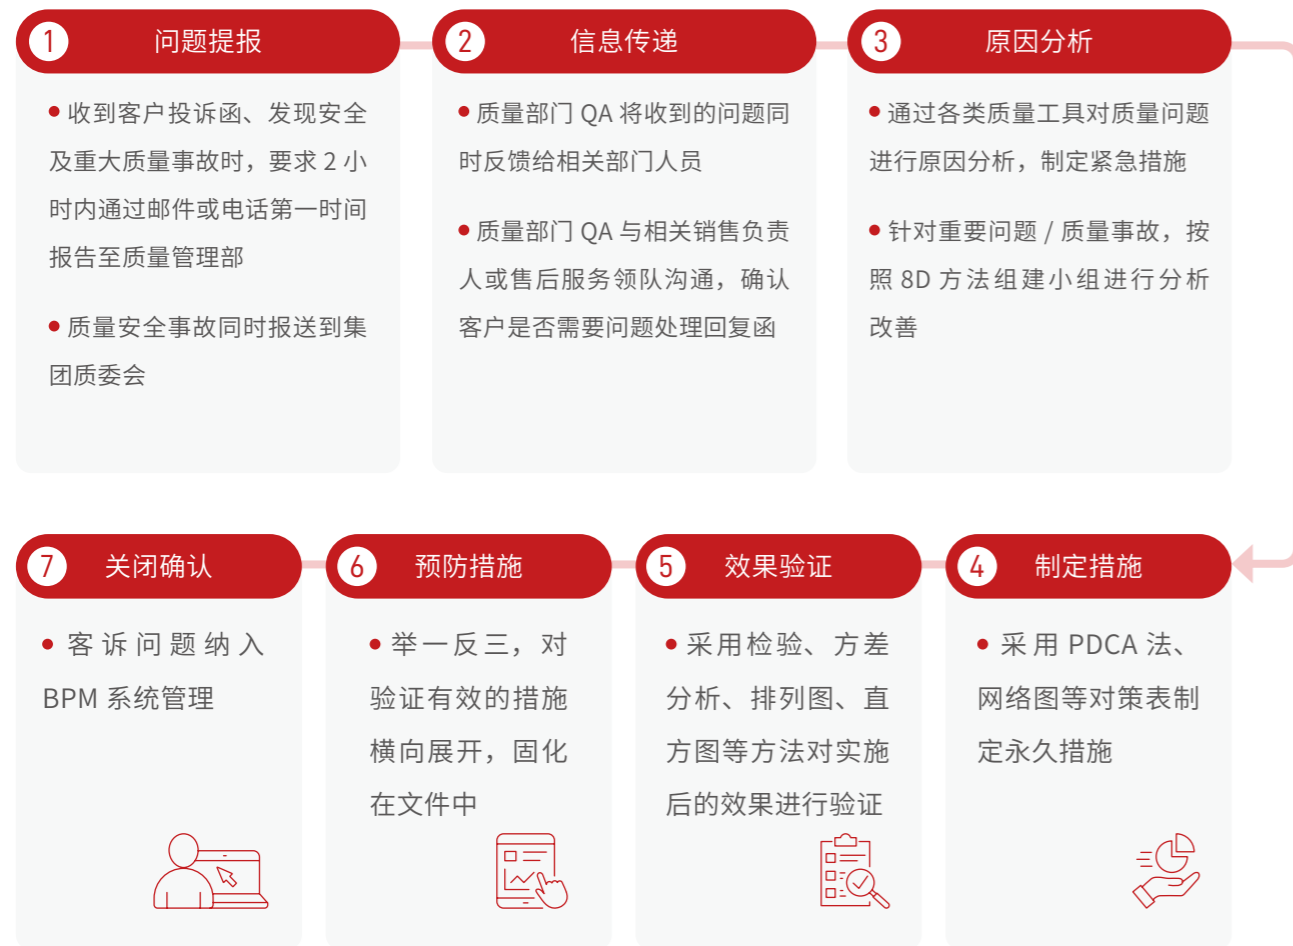 1 问题提报
• 收到客户投诉函、发现安全
及重大质量事故时，要求 2 小
时内通过邮件或电话第一时间
报告至质量管理部
• 质量安全事故同时报送到集
团质委会
2 信息传递
• 质量部门 QA 将收到的问题同
时反馈给相关部门人员
• 质量部门 QA 与相关销售负责
人或售后服务领队沟通，确认
客户是否需要问题处理回复函
3 原因分析
• 通过各类质量工具对质量问题
进行原因分析，制定紧急措施
• 针对重要问题 / 质量事故，按
照 8D 方法组建小组进行分析
改善
4 制定措施
• 采用 PDCA 法、
网络图等对策表制
定永久措施
5 效果验证
• 采用检验、方差
分析、排列图、直
方图等方法对实施
后的效果进行验证
6 预防措施
• 举一反三，对
验证有效的措施
横向展开，固化
在文件中
7 关闭确认
• 客诉问题纳入
BPM 系统管理